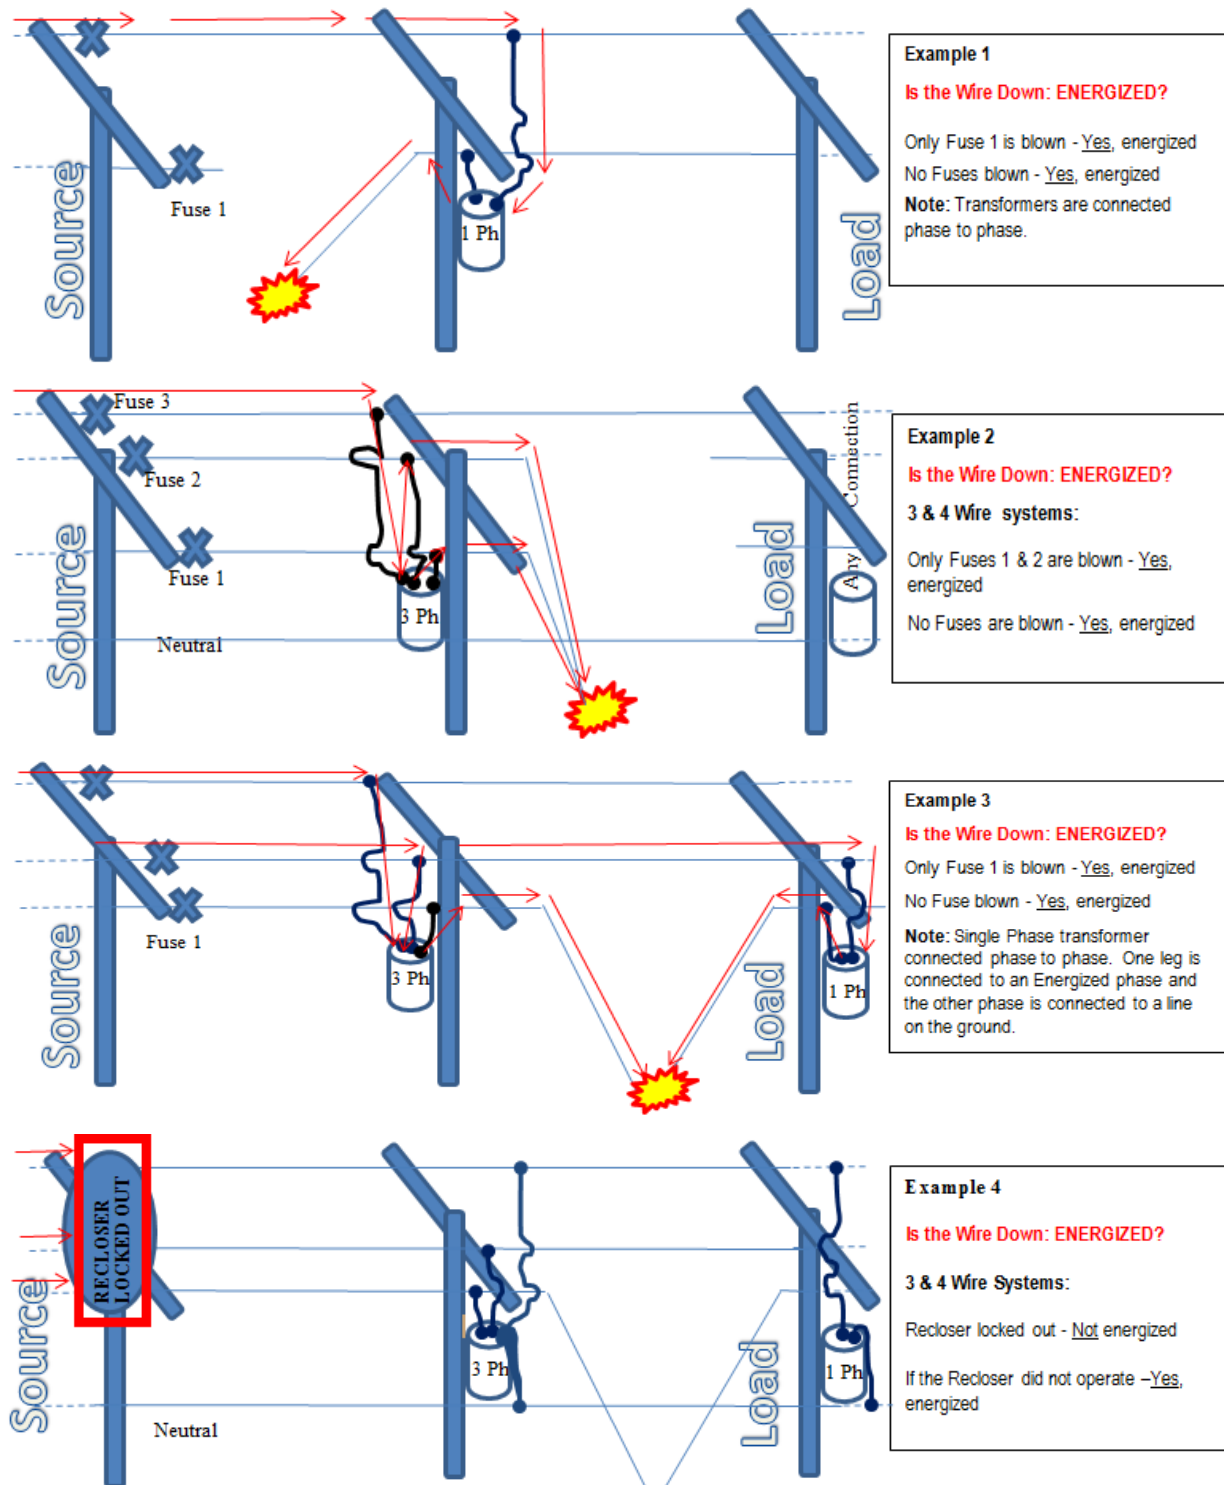 Source
Fuse 1
1 Ph
Load
Example 1
Is the Wire Down: ENERGIZED?
Only Fuse 1 is blown - Yes, energized
No Fuses blown - Yes, energized
Note: Transformers are connected
phase to phase.
Source
Fuse 3
Fuse 2
Fuse 1
Neutral
3 Ph
Load
Any Connection
Example 2
Is the Wire Down: ENERGIZED?
3 & 4 Wire systems:
Only Fuses 1 & 2 are blown - Yes,
energized
No Fuses are blown - Yes, energized
Source
Fuse 1
3 Ph
Load
1 Ph
Example 3
Is the Wire Down: ENERGIZED?
Only Fuse 1 is blown - Yes, energized
No Fuse blown - Yes, energized
Note: Single Phase transformer
connected phase to phase. One leg is
connected to an Energized phase and
the other phase is connected to a line
on the ground.
Source
RECLOSER
LOCKED OUT
Neutral
3 Ph
Load
1 Ph
Example 4
Is the Wire Down: ENERGIZED?
3 & 4 Wire Systems:
Recloser locked out - Not energized
If the Recloser did not operate –Yes,
energized